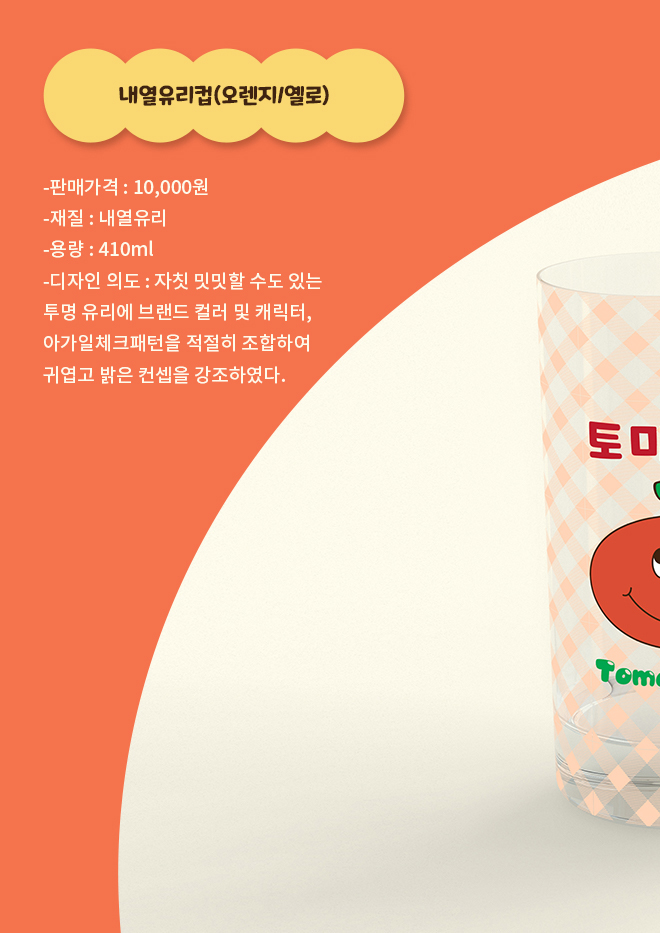 내열유리컵(오렌지/옐로)
-판매가격 : 10,000원
-재질 : 내열유리
-용량 : 410ml
-디자인 의도 : 자칫 밋밋할 수도 있는
투명 유리에 브랜드 컬러 및 캐릭터,
아가일체크패턴을 적절히 조합하여
귀엽고 밝은 컨셉을 강조하였다.
토마
Toma